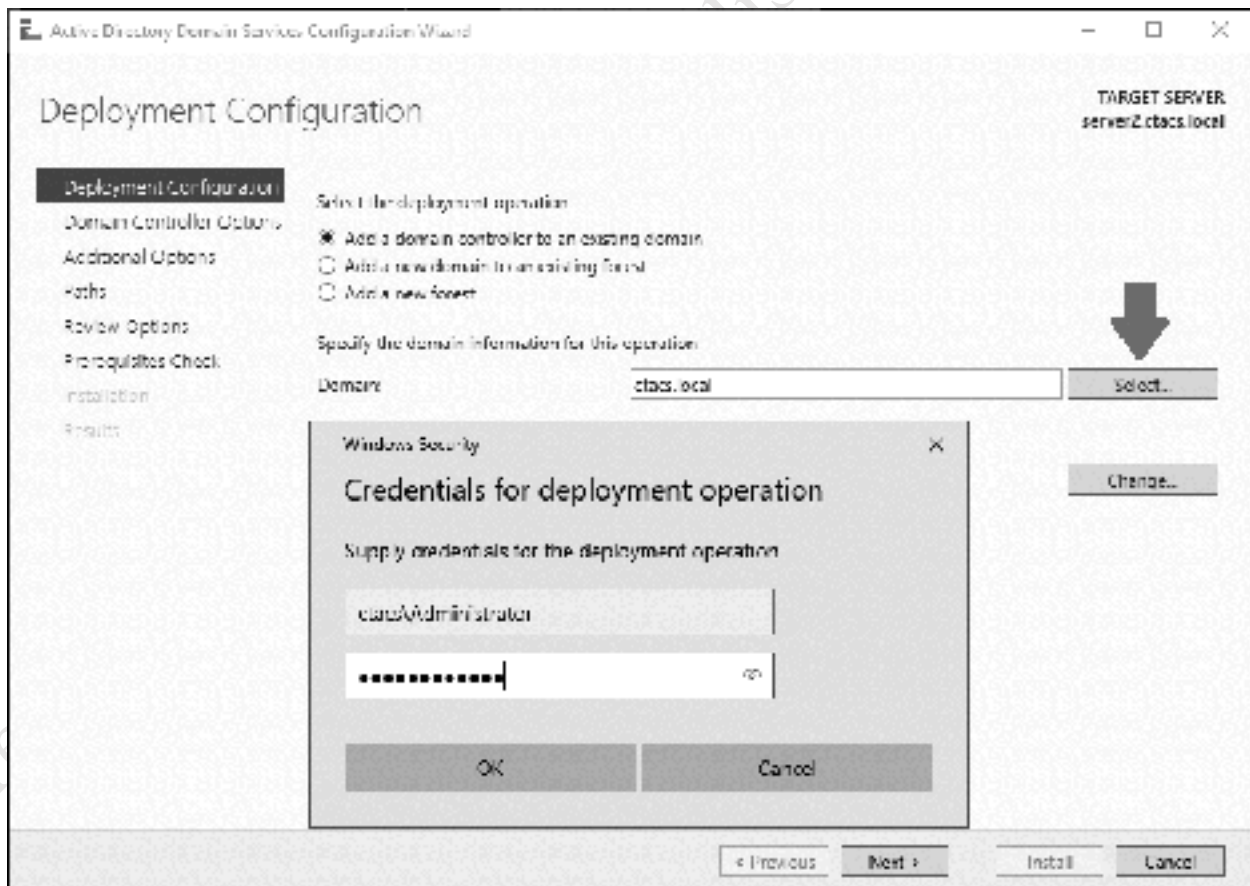 Active Directory Domain Services Configuration Wizard
Deployment Configuration
TARGET SERVER
server2.ctacs.local
Deployment Configuration
Domain Controller Options
Additional Options
Paths
Review Options
Prerequisites Check
Installation
Results
Select the deployment operation
Add a domain controller to an existing domain
Add a new domain to an existing forest
Add a new forest
Specify the domain information for this operation
Domain:
ctacs.local
Select...
Change...
Windows Security
Credentials for deployment operation
Supply credentials for the deployment operation
ctacs\Administrator
••••••••••••
OK
Cancel
< Previous
Next >
Install
Cancel